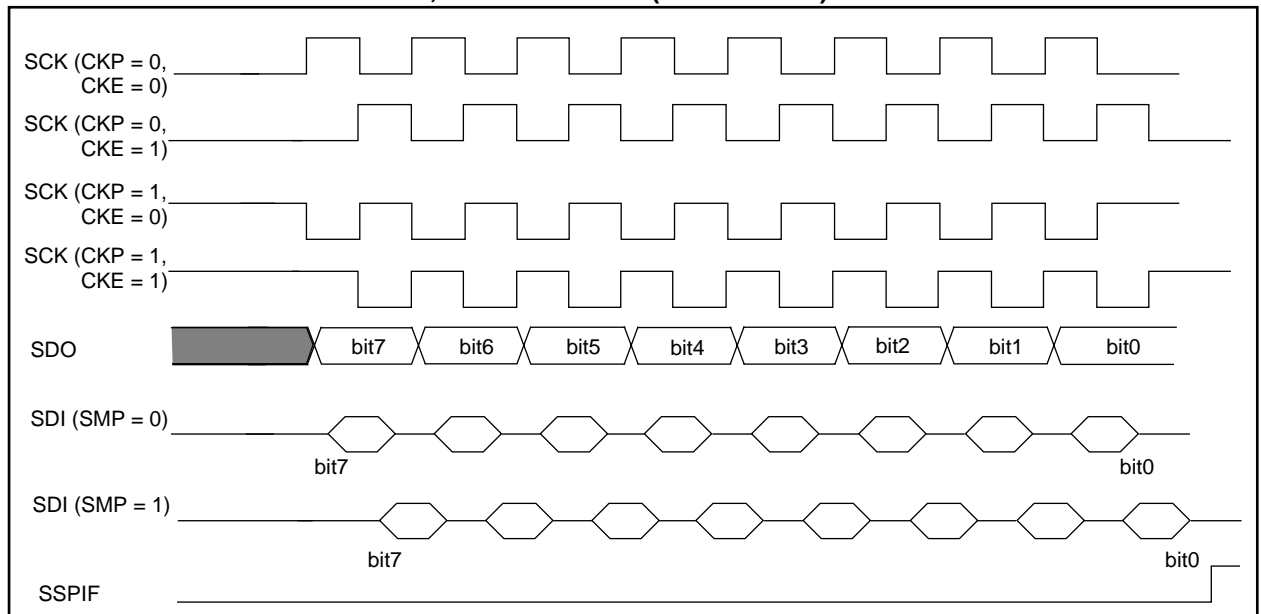 SCK (CKP = 0,
CKE = 0)
SCK (CKP = 0,
CKE = 1)
SCK (CKP = 1,
CKE = 0)
SCK (CKP = 1,
CKE = 1)
SDO
bit7 bit6 bit5 bit4 bit3 bit2 bit1 bit0
SDI (SMP = 0)
bit7 bit0
SDI (SMP = 1)
bit7 bit0
SSPIF